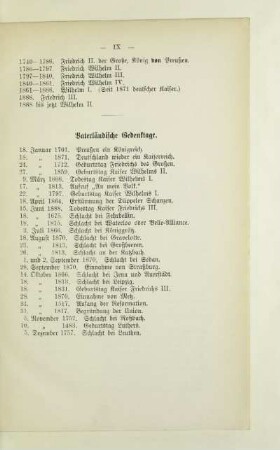 — IX —
1740—1786. Friedrich II. der Große, König von Preußen.
1786—1797. Friedrich Wilhelm II.
1797—1840. Friedrich Wilhelm III.
1840—1861. Friedrich Wilhelm IV.
1861—1888. Wilhelm I. (Seit 1871 deutscher Kaiser.)
1888. Friedrich III.
1888 bis jetzt Wilhelm II.
Vaterländische Gedenktage.
18. Januar 1701. Preußen ein Königreich.
18. „ 1871. Deutschland wieder ein Kaiserreich.
24. „ 1712. Geburtstag Friedrichs des Großen.
27. „ 1859. Geburtstag Kaiser Wilhelms II.
9. März 1888. Todestag Kaiser Wilhelms I.
17. „ 1813. Aufruf „An mein Volk“.
22. „ 1797. Geburtstag Kaiser Wilhelms I.
18. April 1864. Erstürmung der Düppeler Schanzen.
15. Juni 1888. Todestag Kaiser Friedrichs III.
18. „ 1675. Schlacht bei Fehrbellin.
18. „ 1815. Schlacht bei Waterloo oder Belle-Alliance.
3. Juli 1866. Schlacht bei Königgrätz.
18. August 1870. Schlacht bei Gravelotte.
23. „ 1813. Schlacht bei Großbeeren.
26. „ 1813. Schlacht an der Katzbach.
1. und 2. September 1870. Schlacht bei Sedan.
28. September 1870. Einnahme von Straßburg.
14. Oktober 1806. Schlacht bei Jena und Auerstädt.
18. „ 1813. Schlacht bei Leipzig.
18. „ 1831. Geburtstag Kaiser Friedrichs III.
„ 1870. Einnahme von Metz.
31. „ 1517. Anfang der Reformation.
31. „ 1817. Begründung der Union.
5. November 1757. Schlacht bei Roßbach.
10. „ 1483. Geburtstag Luthers.
5. Dezember 1757. Schlacht bei Leuthen.